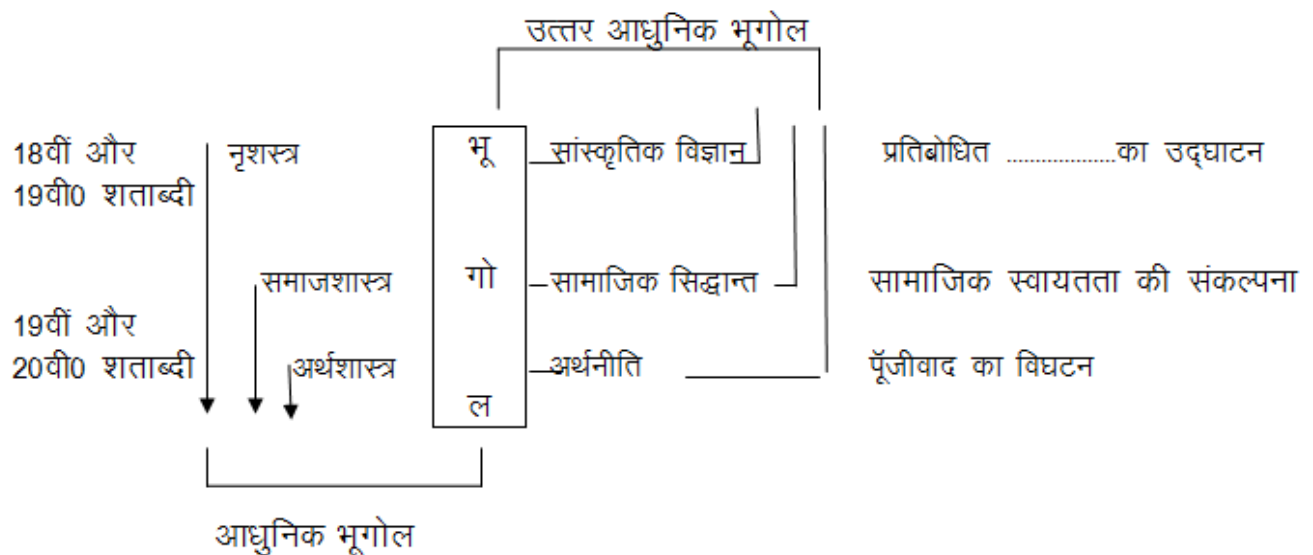 उत्तर आधुनिक भूगोल
18वीं और
19वी0 शताब्दी
नृशस्त्र
भू
सांस्कृतिक विज्ञान
प्रतिबोधित ...................का उद्घाटन
समाजशास्त्र
गो
सामाजिक सिद्धान्त
सामाजिक स्वायतता की संकल्पना
19वीं और
20वी0 शताब्दी
अर्थशास्त्र
अर्थनीति
पूॅजीवाद का विघटन
ल
आधुनिक भूगोल